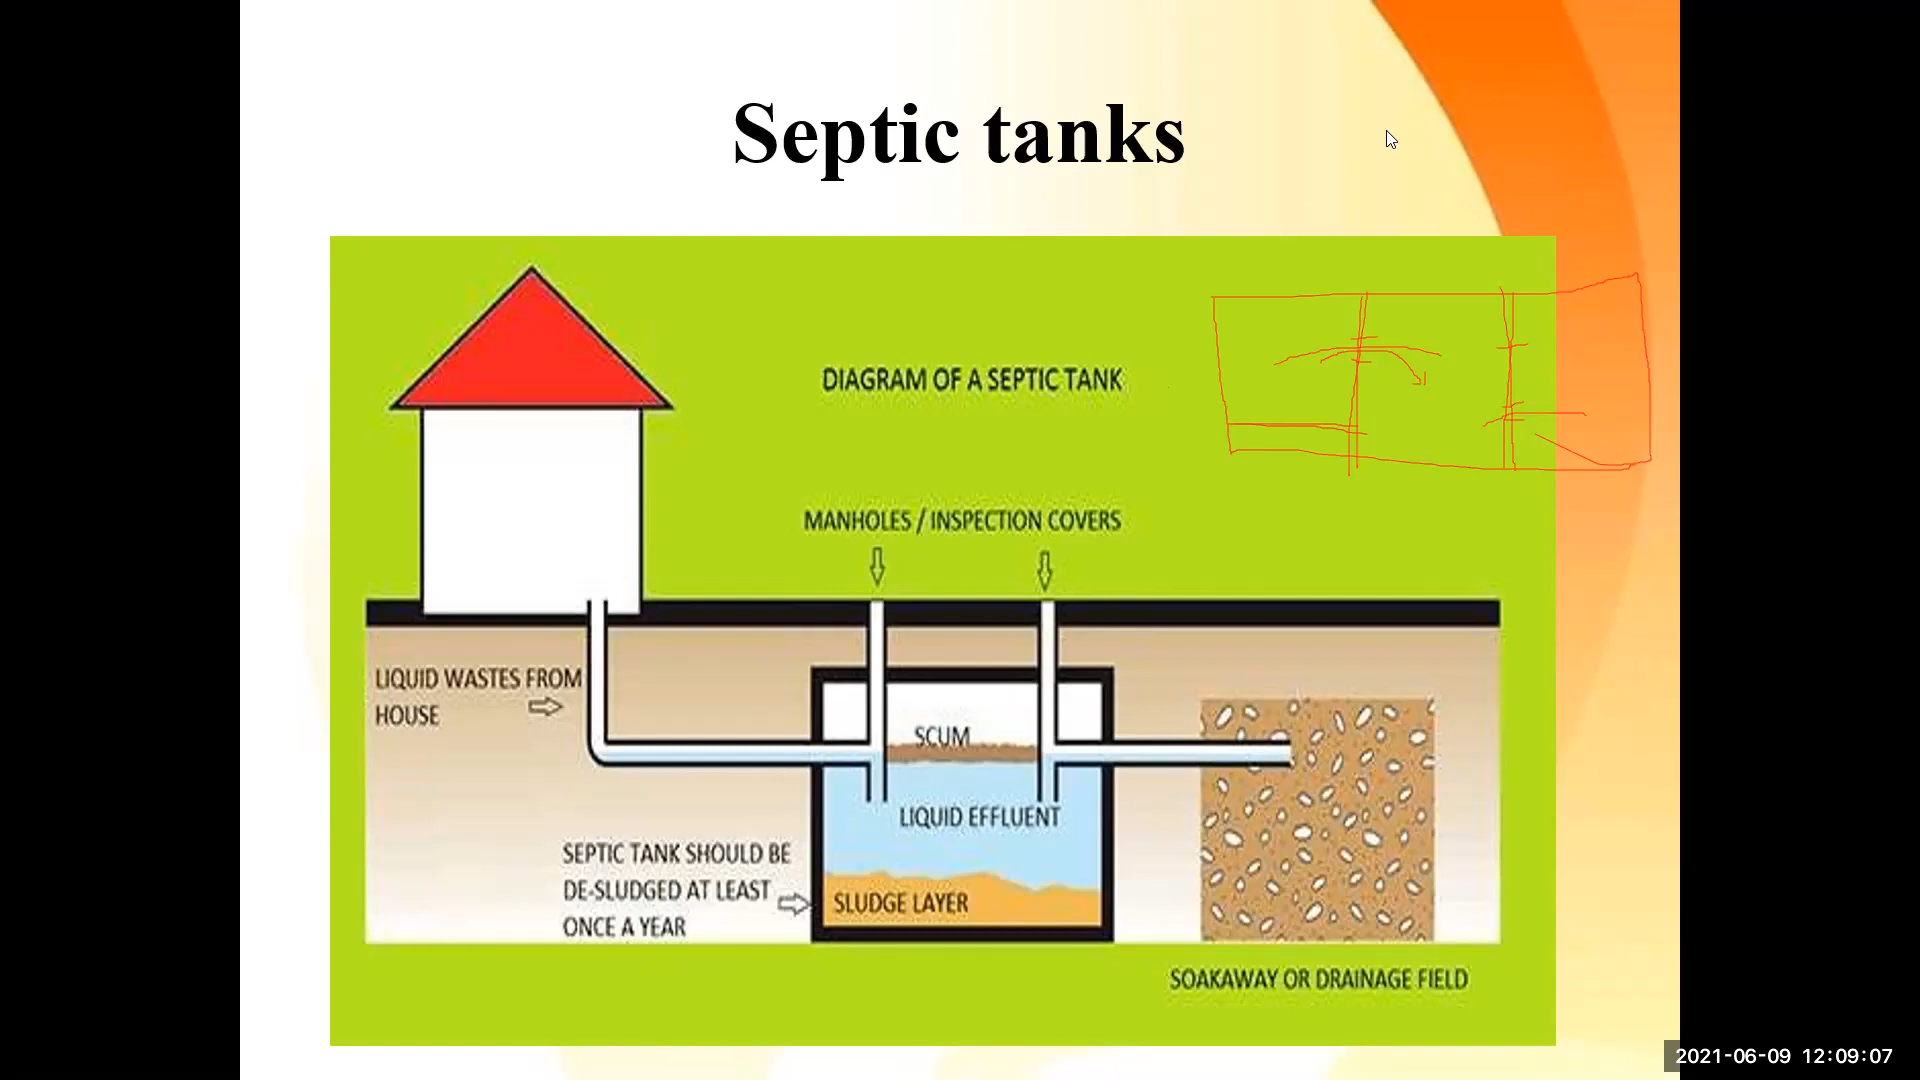 Septic tanks
DIAGRAM OF A SEPTIC TANK
MANHOLES / INSPECTION COVERS
LIQUID WASTES FROM
HOUSE
SCUM
LIQUID EFFLUENT
SEPTIC TANK SHOULD BE
DE-SLUDGED AT LEAST
ONCE A YEAR
SLUDGE LAYER
SOAKAWAY OR DRAINAGE FIELD
2021-06-09 12:09:07